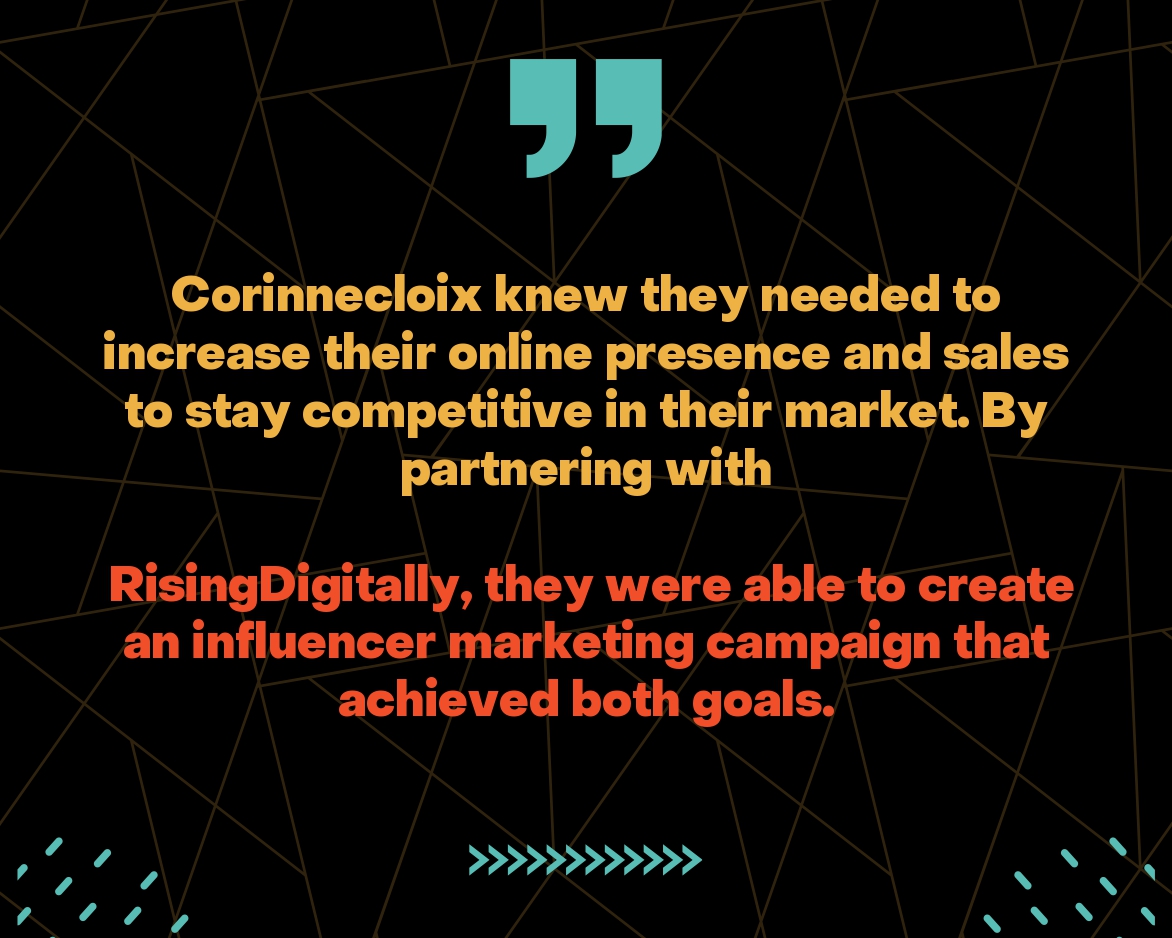 Corinnecloix knew they needed to
increase their online presence and sales
to stay competitive in their market. By
partnering with
RisingDigitally, they were able to create
an influencer marketing campaign that
achieved both goals.